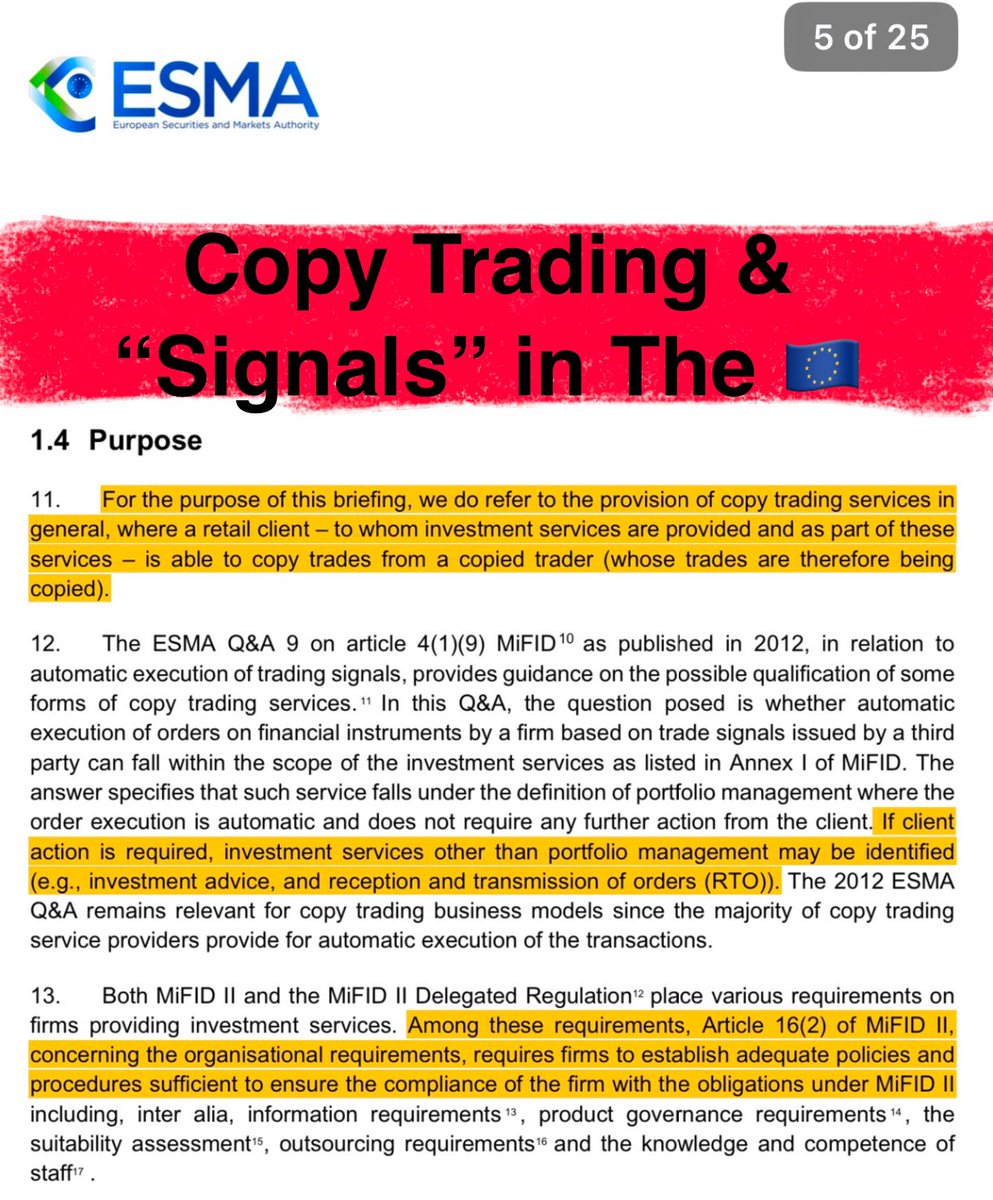 5 of 25
ESMA
European Securities and Markets Authority
Copy Trading &
“Signals” in The 🇪🇺
1.4 Purpose
11. For the purpose of this briefing, we do refer to the provision of copy trading services in
general, where a retail client – to whom investment services are provided and as part of these
services – is able to copy trades from a copied trader (whose trades are therefore being
copied).
12. The ESMA Q&A 9 on article 4(1)(9) MiFID¹⁰ as published in 2012, in relation to
automatic execution of trading signals, provides guidance on the possible qualification of some
forms of copy trading services.¹¹ In this Q&A, the question posed is whether automatic
execution of orders on financial instruments by a firm based on trade signals issued by a third
party can fall within the scope of the investment services as listed in Annex I of MiFID. The
answer specifies that such service falls under the definition of portfolio management where the
order execution is automatic and does not require any further action from the client. If client
action is required, investment services other than portfolio management may be identified
(e.g., investment advice, and reception and transmission of orders (RTO)). The 2012 ESMA
Q&A remains relevant for copy trading business models since the majority of copy trading
service providers provide for automatic execution of the transactions.
13. Both MiFID II and the MiFID II Delegated Regulation¹² place various requirements on
firms providing investment services. Among these requirements, Article 16(2) of MiFID II,
concerning the organisational requirements, requires firms to establish adequate policies and
procedures sufficient to ensure the compliance of the firm with the obligations under MiFID II
including, inter alia, information requirements¹³, product governance requirements¹⁴, the
suitability assessment¹⁵, outsourcing requirements¹⁶ and the knowledge and competence of
staff¹⁷ .